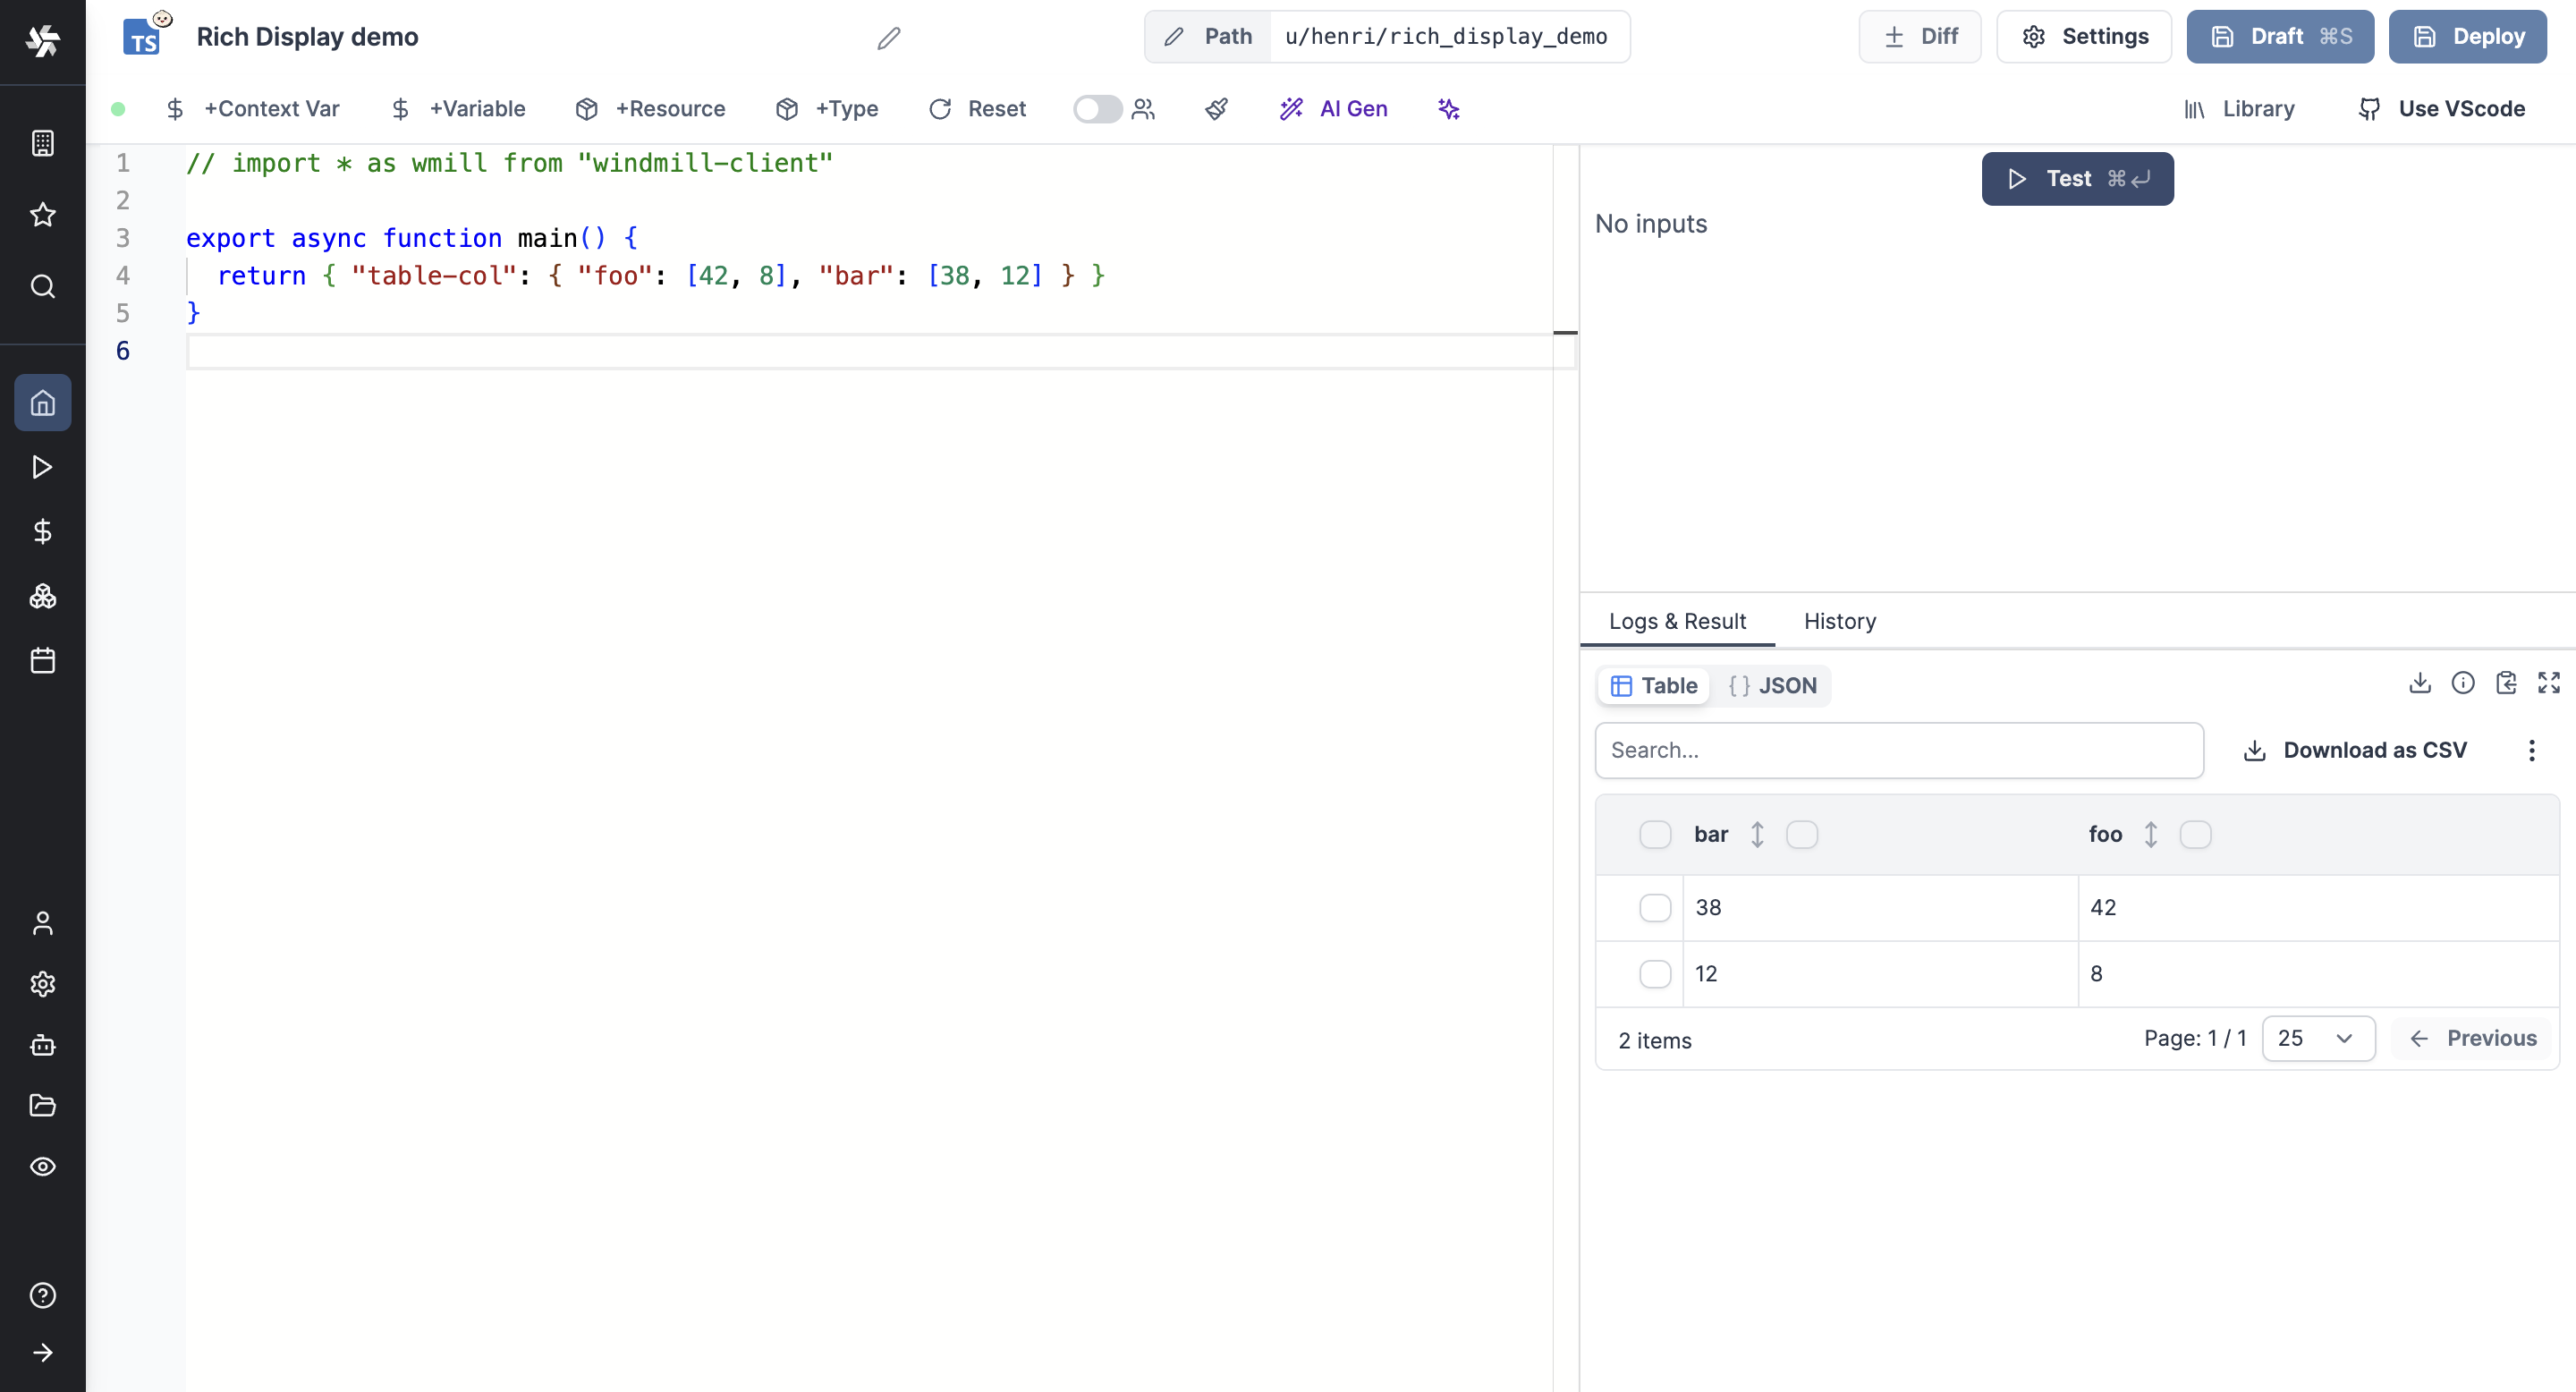 TS Rich Display demo Path u/henri/rich_display_demo Diff Settings Draft ⌘S Deploy
+Context Var +Variable +Resource +Type Reset AI Gen Library Use VScode
1 // import * as wmill from "windmill-client"
2
3 export async function main() {
4 return { "table-col": { "foo": [42, 8], "bar": [38, 12] } }
5 }
6
Test ⌘
No inputs
Logs & Result History
Table {} JSON
Search... Download as CSV
bar foo
38 42
12 8
2 items Page: 1 / 1 25 Previous